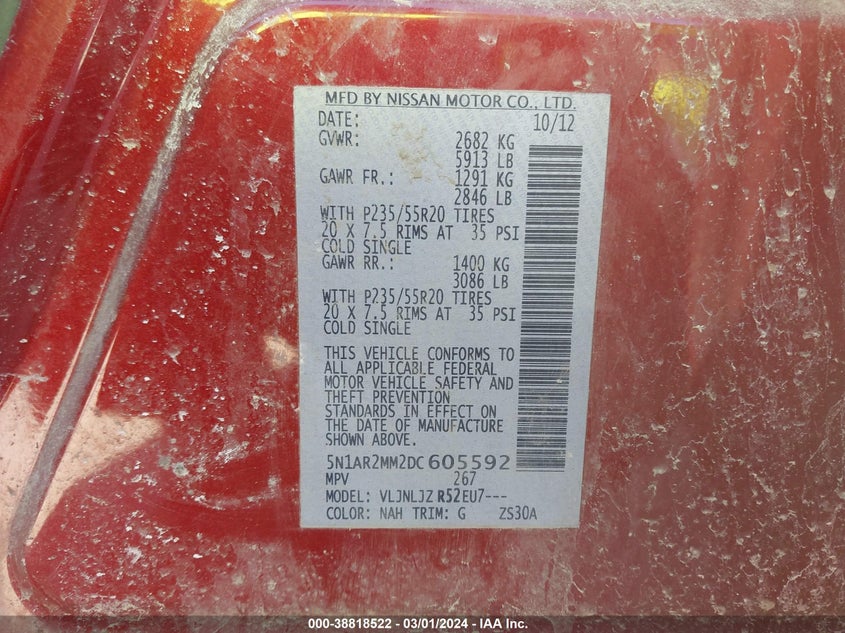 MFD BY NISSAN MOTOR CO., LTD.
DATE: 10/12
GVWR: 2682 KG
5913 LB
GAWR FR.: 1291 KG
2846 LB
WITH P235/55R20 TIRES
20 X 7.5 RIMS AT 35 PSI
COLD SINGLE
GAWR RR.: 1400 KG
3086 LB
WITH P235/55R20 TIRES
20 X 7.5 RIMS AT 35 PSI
COLD SINGLE
THIS VEHICLE CONFORMS TO
ALL APPLICABLE FEDERAL
MOTOR VEHICLE SAFETY AND
THEFT PREVENTION
STANDARDS IN EFFECT ON
THE DATE OF MANUFACTURE
SHOWN ABOVE.
5N1AR2MM2DC605592
MPV 267
MODEL: VLJNLJZ R52EU7---
COLOR: NAH TRIM: G ZS30A
000-38818522 - 03/01/2024 - IAA Inc.